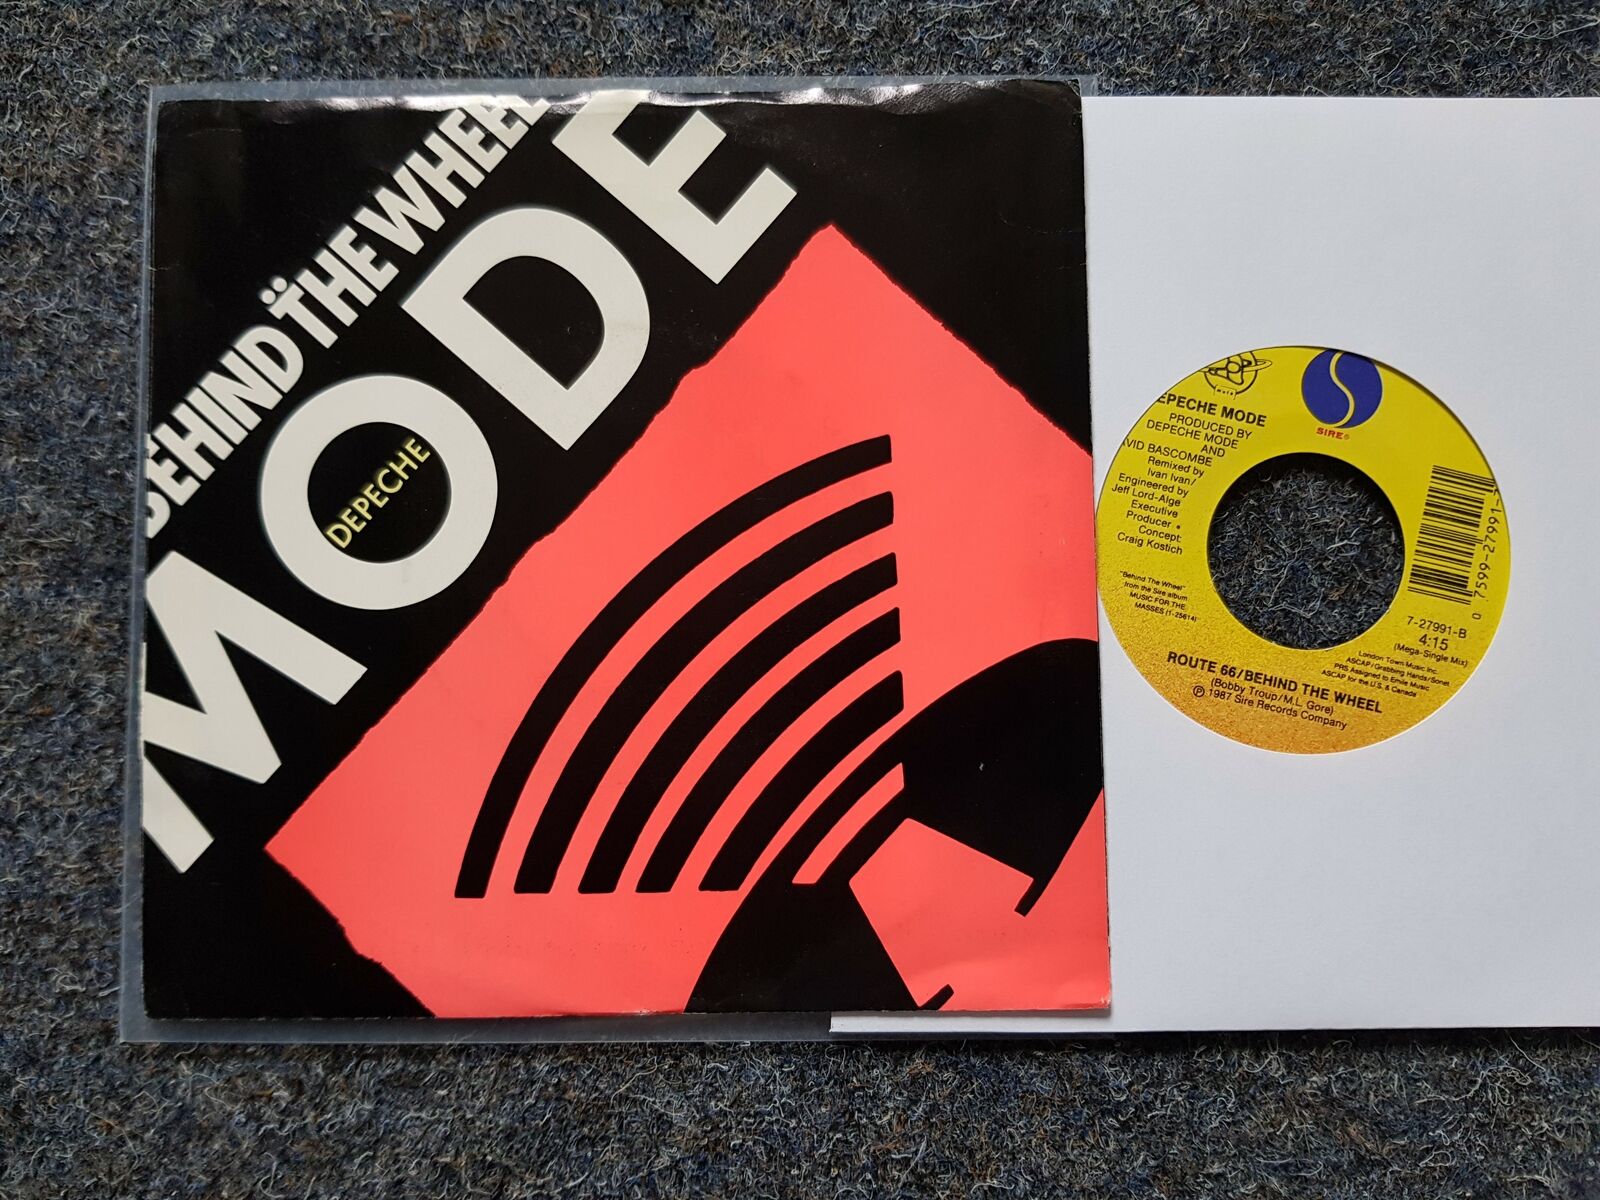 BEHIND THE WHEEL
MODE
DEPECHE
mute
SIRE®
EPECHE MODE
PRODUCED BY
DEPECHE MODE
AND
AVID BASCOMBE
Remixed by
Ivan Ivan/
Engineered by
Jeff Lord-Alge
Executive
Producer •
Concept:
Craig Kostich
"Behind The Wheel"
from the Sire album
MUSIC FOR THE
MASSES (1-25614)
0 7599-27991-7
7-27991-B
4:15
(Mega-Single Mix)
London Town Music Inc.
ASCAP/Grabbing Hands/Sonet
PRS Assigned to Emile Music
ASCAP for the U.S. & Canada
ROUTE 66/BEHIND THE WHEEL
(Bobby Troup/M.L. Gore)
℗ 1987 Sire Records Company